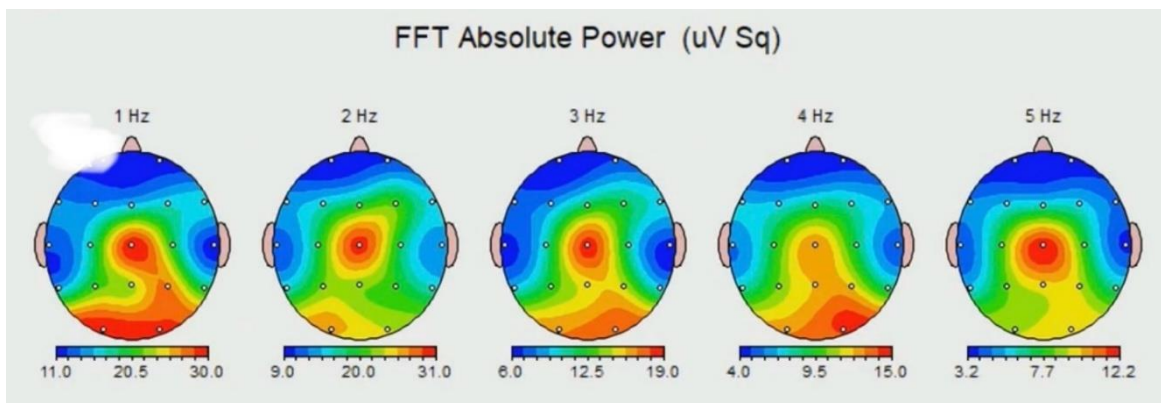 FFT Absolute Power (uV Sq)
1 Hz 2 Hz 3 Hz 4 Hz 5 Hz
11.0 20.5 30.0 9.0 20.0 31.0 6.0 12.5 19.0 4.0 9.5 15.0 3.2 7.7 12.2